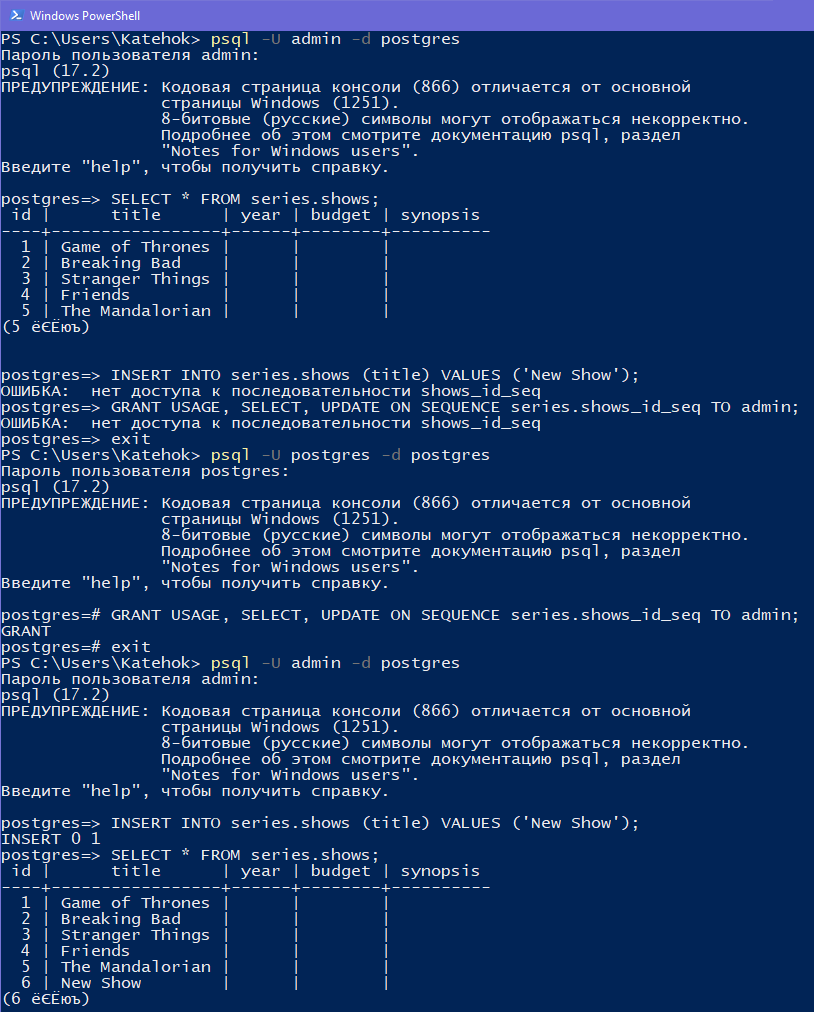 Windows PowerShell
PS C:\Users\Katehok> psql -U admin -d postgres
Пароль пользователя admin:
psql (17.2)
ПРЕДУПРЕЖДЕНИЕ: Кодовая страница консоли (866) отличается от основной
                страницы Windows (1251).
                8-битовые (русские) символы могут отображаться некорректно.
                Подробнее об этом смотрите документацию psql, раздел
                "Notes for Windows users".
Введите "help", чтобы получить справку.
postgres=> SELECT * FROM series.shows;
 id |      title      | year | budget | synopsis
----+-----------------+------+--------+----------
  1 | Game of Thrones |      |        |
  2 | Breaking Bad    |      |        |
  3 | Stranger Things |      |        |
  4 | Friends         |      |        |
  5 | The Mandalorian |      |        |
(5 ёЄЁюъ)
postgres=> INSERT INTO series.shows (title) VALUES ('New Show');
ОШИБКА:  нет доступа к последовательности shows_id_seq
postgres=> GRANT USAGE, SELECT, UPDATE ON SEQUENCE series.shows_id_seq TO admin;
ОШИБКА:  нет доступа к последовательности shows_id_seq
postgres=> exit
PS C:\Users\Katehok> psql -U postgres -d postgres
Пароль пользователя postgres:
psql (17.2)
ПРЕДУПРЕЖДЕНИЕ: Кодовая страница консоли (866) отличается от основной
                страницы Windows (1251).
                8-битовые (русские) символы могут отображаться некорректно.
                Подробнее об этом смотрите документацию psql, раздел
                "Notes for Windows users".
Введите "help", чтобы получить справку.
postgres=# GRANT USAGE, SELECT, UPDATE ON SEQUENCE series.shows_id_seq TO admin;
GRANT
postgres=# exit
PS C:\Users\Katehok> psql -U admin -d postgres
Пароль пользователя admin:
psql (17.2)
ПРЕДУПРЕЖДЕНИЕ: Кодовая страница консоли (866) отличается от основной
                страницы Windows (1251).
                8-битовые (русские) символы могут отображаться некорректно.
                Подробнее об этом смотрите документацию psql, раздел
                "Notes for Windows users".
Введите "help", чтобы получить справку.
postgres=> INSERT INTO series.shows (title) VALUES ('New Show');
INSERT 0 1
postgres=> SELECT * FROM series.shows;
 id |      title      | year | budget | synopsis
----+-----------------+------+--------+----------
  1 | Game of Thrones |      |        |
  2 | Breaking Bad    |      |        |
  3 | Stranger Things |      |        |
  4 | Friends         |      |        |
  5 | The Mandalorian |      |        |
  6 | New Show        |      |        |
(6 ёЄЁюъ)